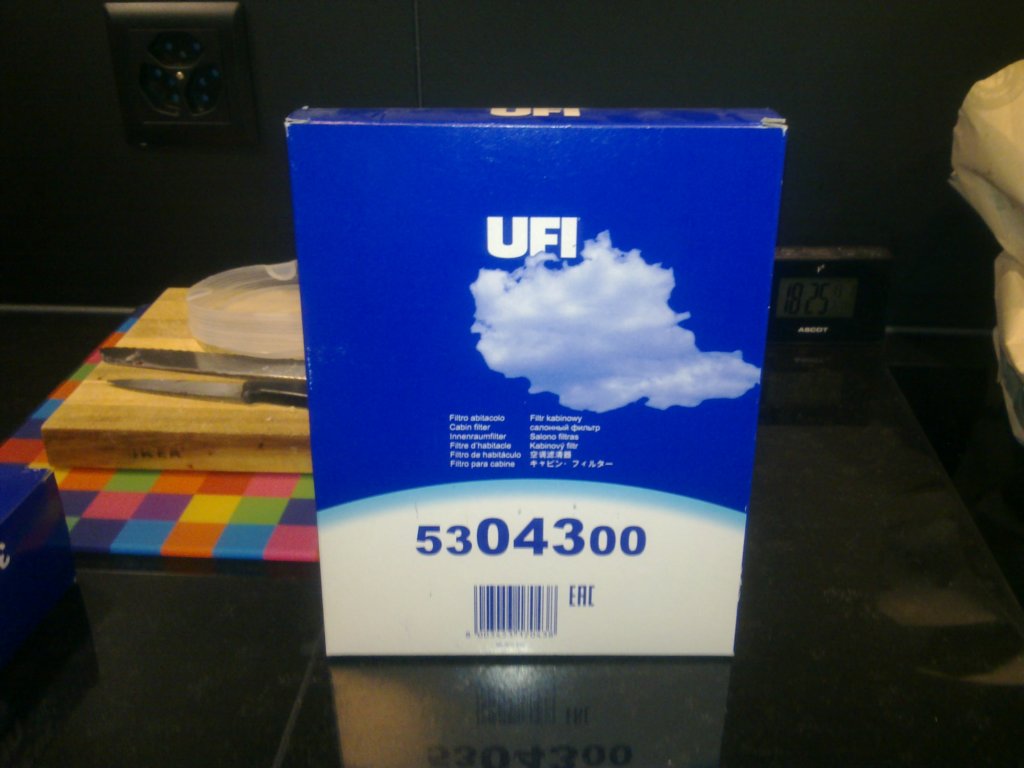 UFI
UFI
Filtro abitacolo
Cabin filter
Innenraumfilter
Filtre d'habitacle
Filtro de habitáculo
Filtro para cabine
Filtr kabinowy
салонный фильтр
Salono filtras
Kabinový filtr
空调滤清器
キャビン・フィルター
5304300
EAC
18:25
ASCOT
IKEA